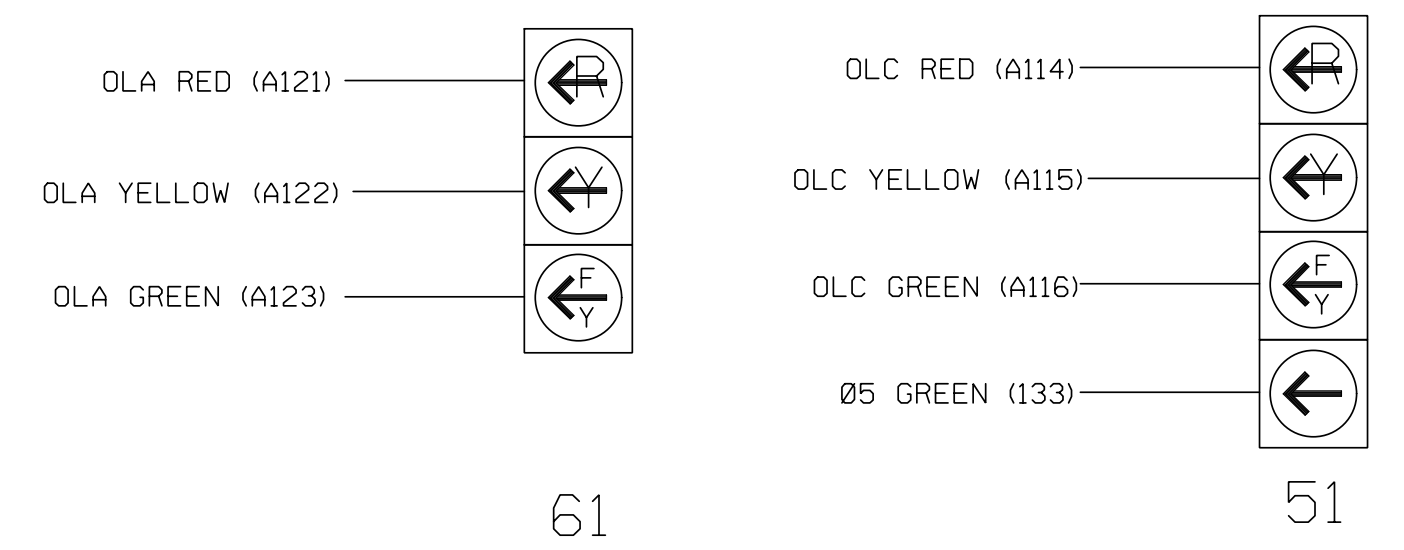 OLA RED (A121)
R
OLA YELLOW (A122)
Y
OLA GREEN (A123)
F
Y
61
OLC RED (A114)
R
OLC YELLOW (A115)
Y
OLC GREEN (A116)
F
Y
Ø5 GREEN (133)
51